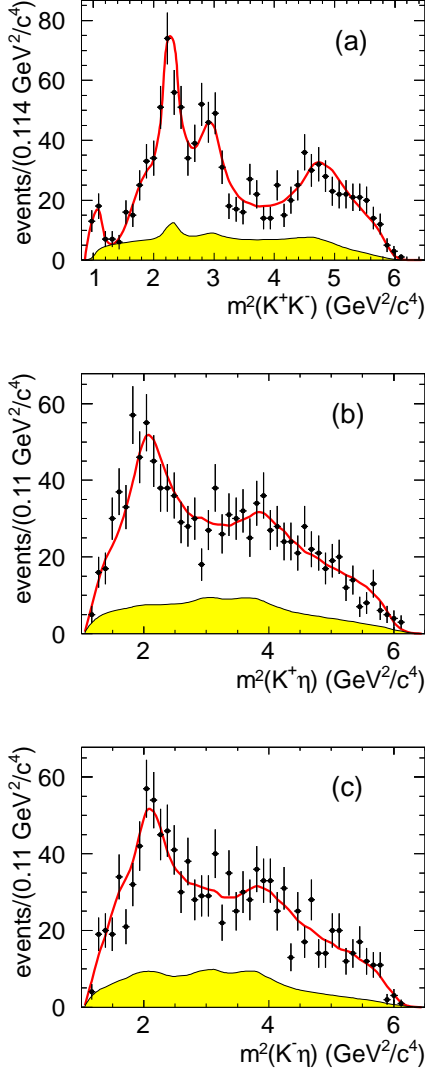 (a)
events/(0.114 GeV²/c⁴)
80
60
40
20
0
1 2 3 4 5 6
m²(K⁺K⁻) (GeV²/c⁴)
(b)
events/(0.11 GeV²/c⁴)
60
40
20
0
2 4 6
m²(K⁺η) (GeV²/c⁴)
(c)
events/(0.11 GeV²/c⁴)
60
40
20
0
2 4 6
m²(K⁻η) (GeV²/c⁴)